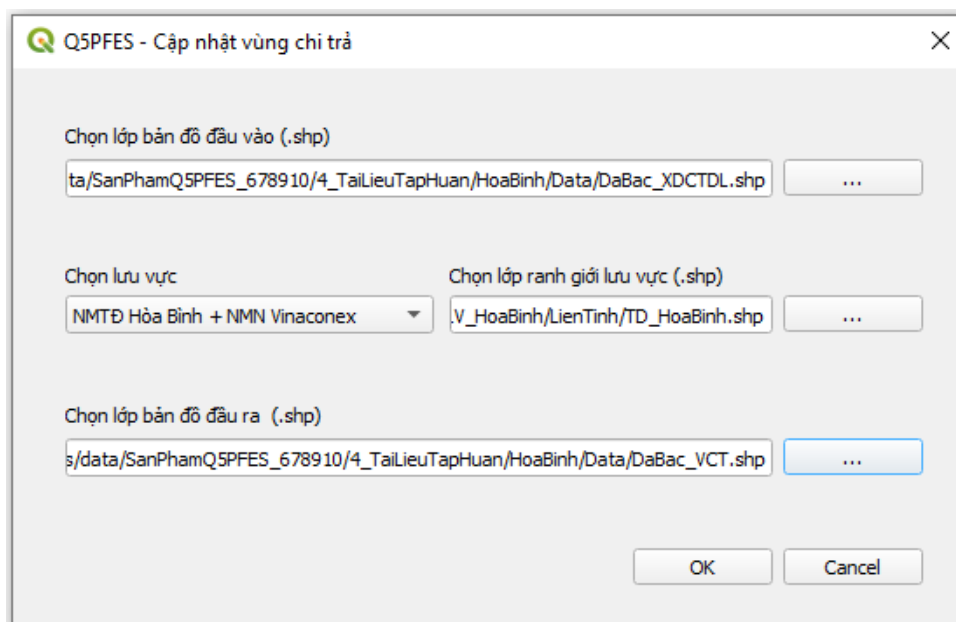 Q5PFES - Cập nhật vùng chi trả
Chọn lớp bản đồ đầu vào (.shp)
ta/SanPhamQ5PFES_678910/4_TaiLieuTapHuan/HoaBinh/Data/DaBac_XDCTDL.shp ...
Chọn lưu vực Chọn lớp ranh giới lưu vực (.shp)
NMTĐ Hòa Bình + NMN Vinaconex .V_HoaBinh/LienTinh/TD_HoaBinh.shp ...
Chọn lớp bản đồ đầu ra (.shp)
s/data/SanPhamQ5PFES_678910/4_TaiLieuTapHuan/HoaBinh/Data/DaBac_VCT.shp ...
OK Cancel